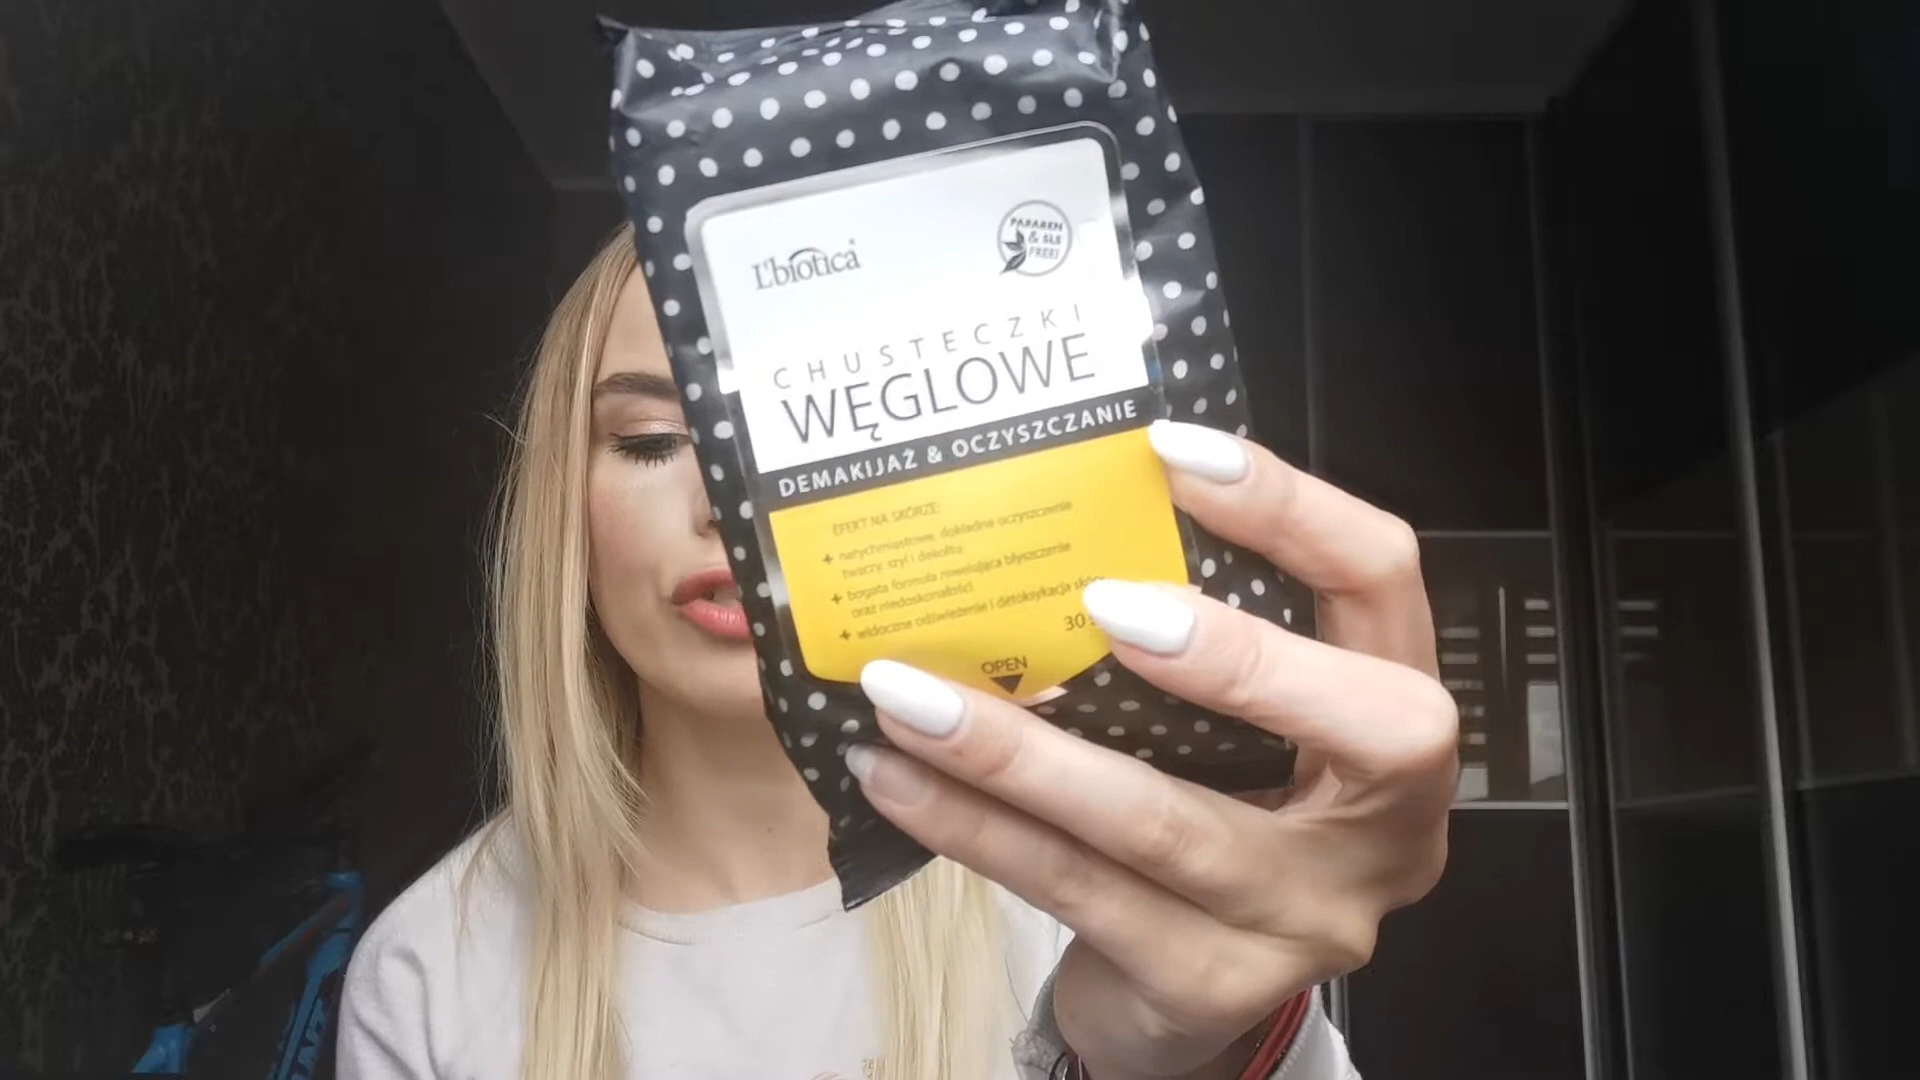 L'biotica
PARABEN
& SLS
FREE!
CHUSTECZKI
WĘGLOWE
DEMAKIJAŻ & OCZYSZCZANIE
EFEKT NA SKÓRZE:
+ natychmiastowe, dokładne oczyszczenie
twarzy, szyi i dekoltu
+ bogata formuła niwelująca błyszczenie
oraz niedoskonałości
+ widoczne odświeżenie i detoksykacja
30
OPEN